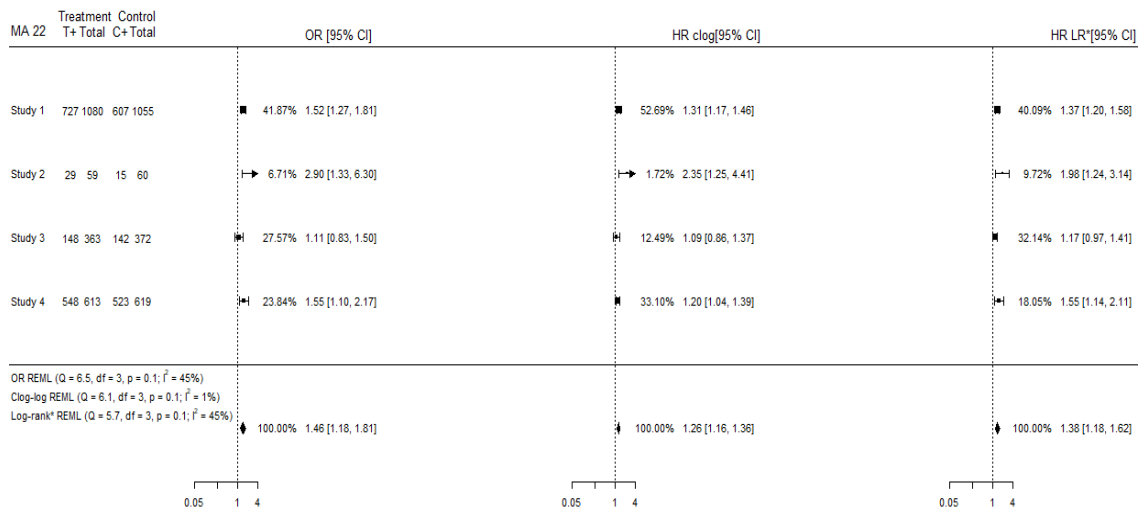 Treatment Control
MA 22 T+ Total C+ Total OR [95% CI] HR clog[95% CI] HR LR*[95% CI]
Study 1 727 1080 607 1055 41.87% 1.52 [1.27, 1.81] 52.69% 1.31 [1.17, 1.46] 40.09% 1.37 [1.20, 1.58]
Study 2 29 59 15 60 6.71% 2.90 [1.33, 6.30] 1.72% 2.35 [1.25, 4.41] 9.72% 1.98 [1.24, 3.14]
Study 3 148 363 142 372 27.57% 1.11 [0.83, 1.50] 12.49% 1.09 [0.86, 1.37] 32.14% 1.17 [0.97, 1.41]
Study 4 548 613 523 619 23.84% 1.55 [1.10, 2.17] 33.10% 1.20 [1.04, 1.39] 18.05% 1.55 [1.14, 2.11]
OR REML (Q = 6.5, df = 3, p = 0.1; I² = 45%)
Clog-log REML (Q = 6.1, df = 3, p = 0.1; I² = 1%)
Log-rank* REML (Q = 5.7, df = 3, p = 0.1; I² = 45%)
100.00% 1.46 [1.18, 1.81] 100.00% 1.26 [1.16, 1.36] 100.00% 1.38 [1.18, 1.62]
0.05 1 4 0.05 1 4 0.05 1 4